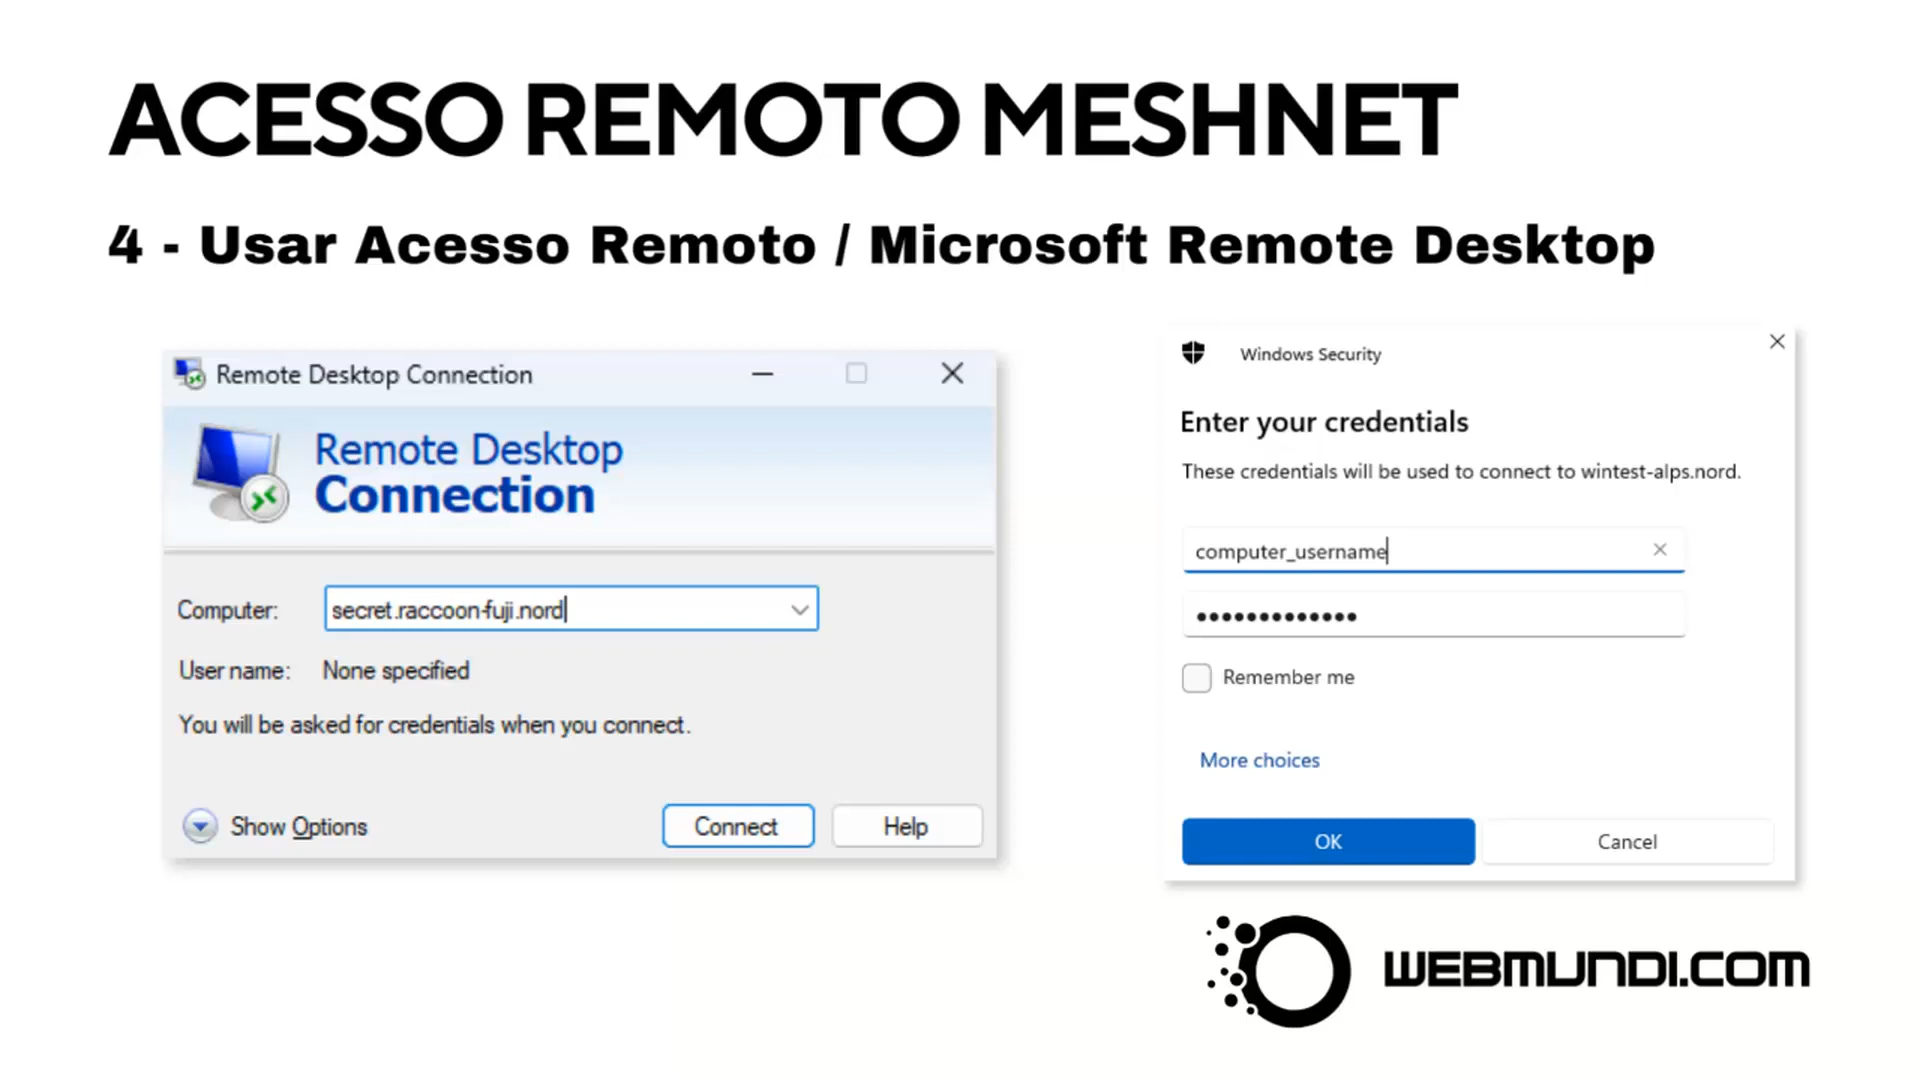 ACESSO REMOTO MESHNET
4 - Usar Acesso Remoto / Microsoft Remote Desktop
Remote Desktop Connection
Remote Desktop
Connection
Computer: secret.raccoon-fuji.nord
User name: None specified
You will be asked for credentials when you connect.
Show Options Connect Help
Windows Security
Enter your credentials
These credentials will be used to connect to wintest-alps.nord.
computer_username
•••••••••••••
Remember me
More choices
OK Cancel
WEBMUNDI.COM